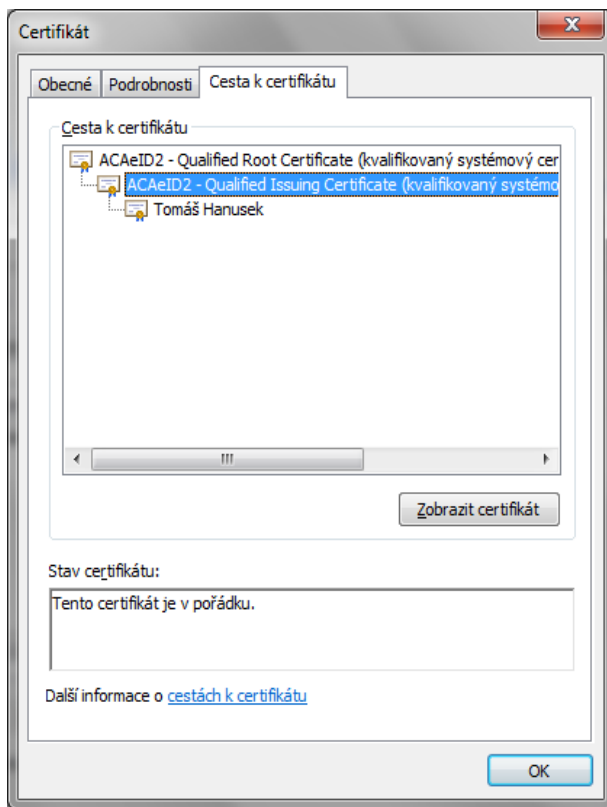 Certifikát
Obecné Podrobnosti Cesta k certifikátu
Cesta k certifikátu
ACAeID2 - Qualified Root Certificate (kvalifikovaný systémový cer
ACAeID2 - Qualified Issuing Certificate (kvalifikovaný systémo
Tomáš Hanusek
Zobrazit certifikát
Stav certifikátu:
Tento certifikát je v pořádku.
Další informace o cestách k certifikátu
OK